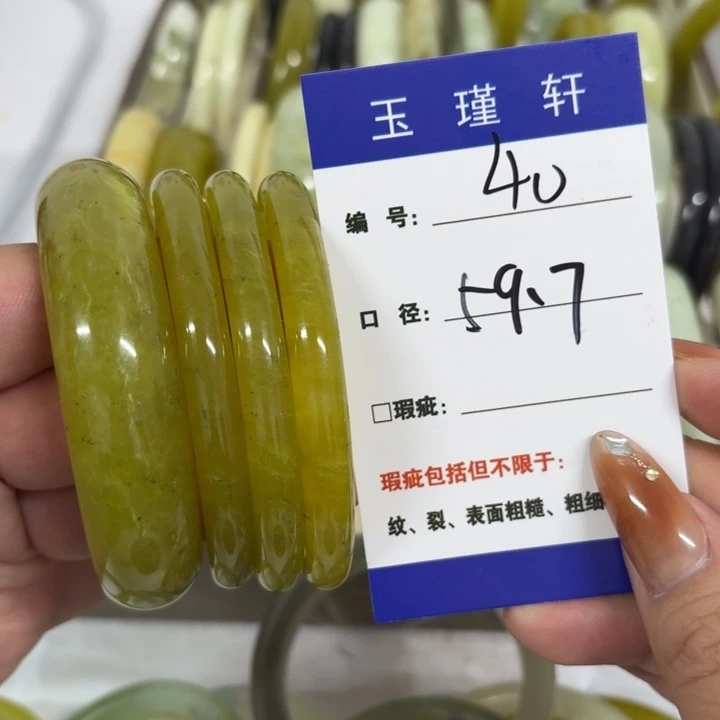 玉瑾轩
编号: 40
口径: 59.7
□瑕疵:
瑕疵包括但不限于:
纹、裂、表面粗糙、粗细